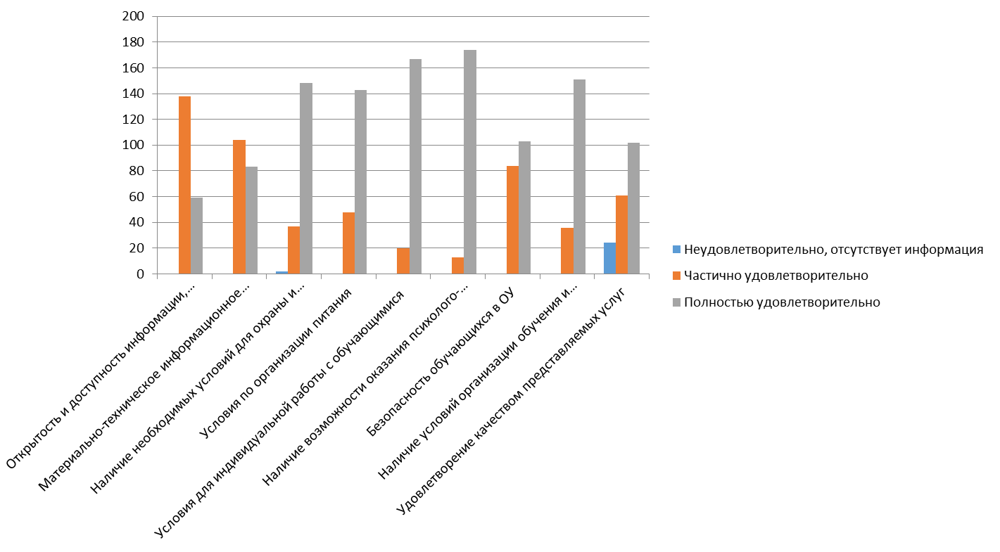 200
180
160
140
120
100
80
60
40
20
0
Открытость и доступность информации,...
Материально-техническое информационное...
Наличие необходимых условий для охраны и...
Условия по организации питания
Условия для индивидуальной работы с обучающимися
Наличие возможности оказания психолого-...
Безопасность обучающихся в ОУ
Наличие условий организации обучения и...
Удовлетворение качеством представляемых услуг
Неудовлетворительно, отсутствует информация
Частично удовлетворительно
Полностью удовлетворительно